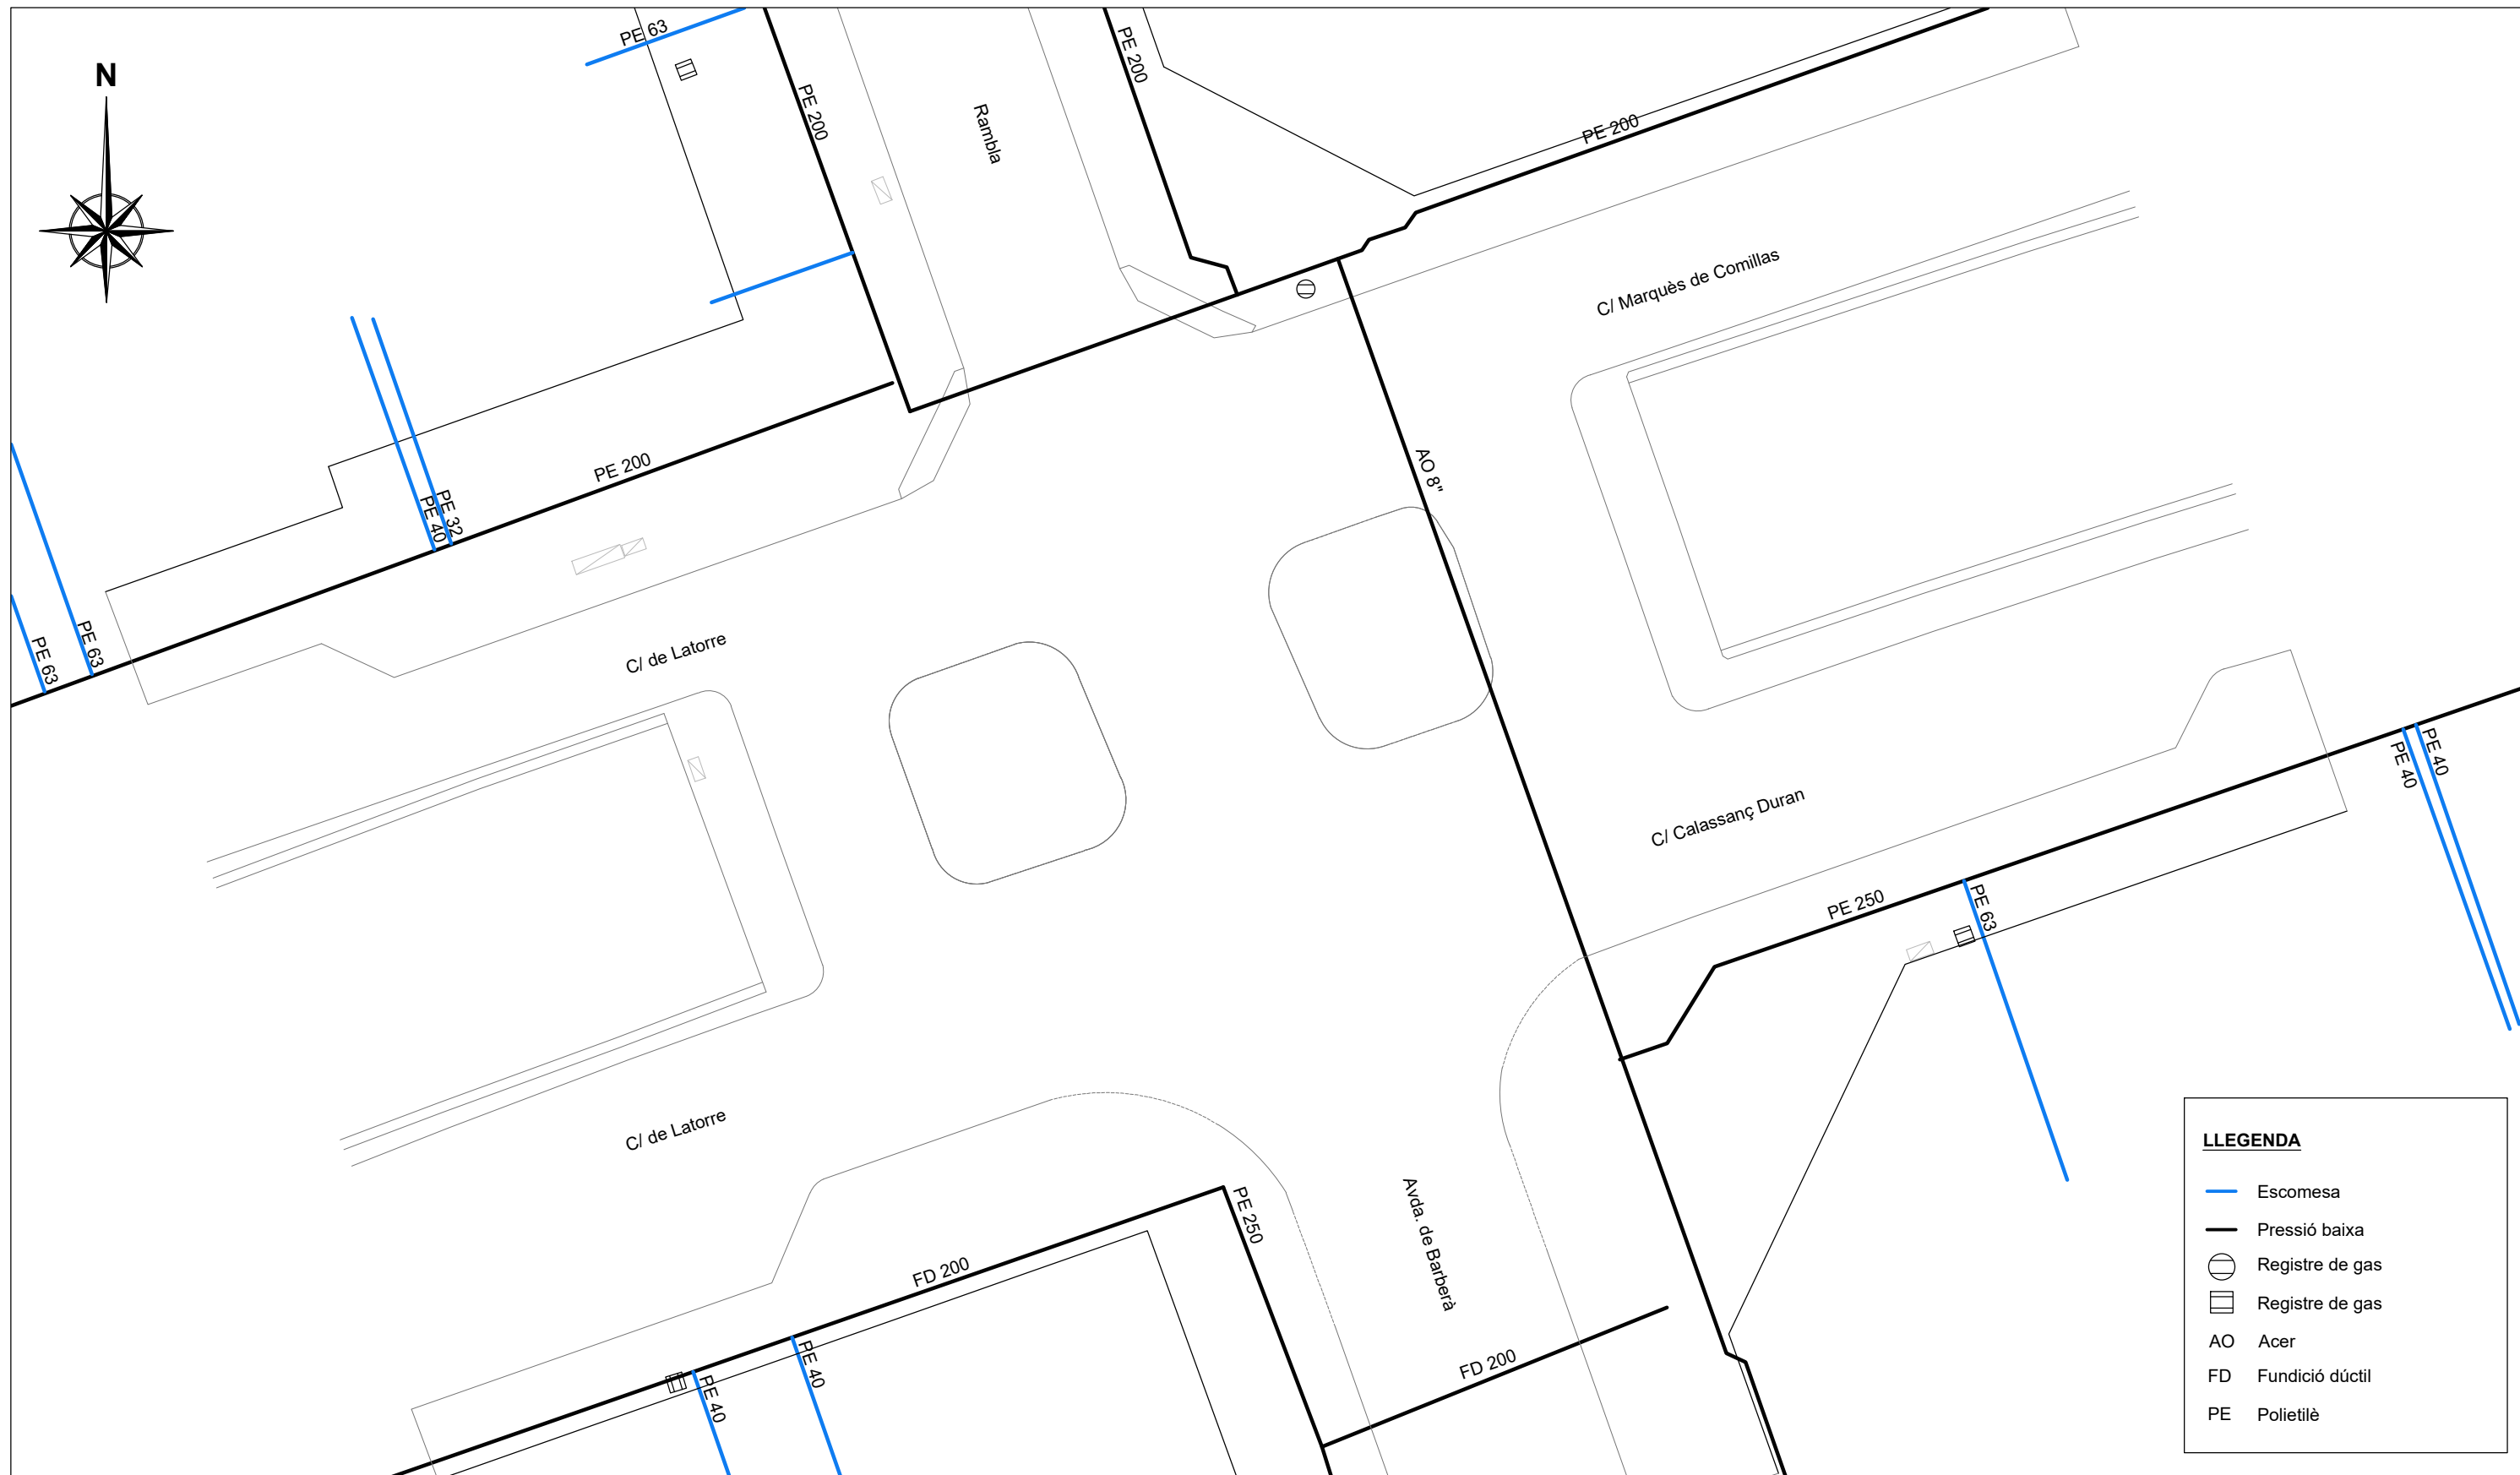 PE 63
N
PE 200
PE 200
Rambla
PE 200
C/ Marquès de Comillas
PE 200
AO 8"
PE 32
PE 40
PE 63
PE 63
C/ de Latorre
PE 40
PE 40
C/ Calassanç Duran
PE 250
PE 63
C/ de Latorre
PE 250
Avda. de Barberà
FD 200
FD 200
PE 40
PE 40
LLEGENDA
Escomesa
Pressió baixa
Registre de gas
Registre de gas
AO Acer
FD Fundició dúctil
PE Polietilè